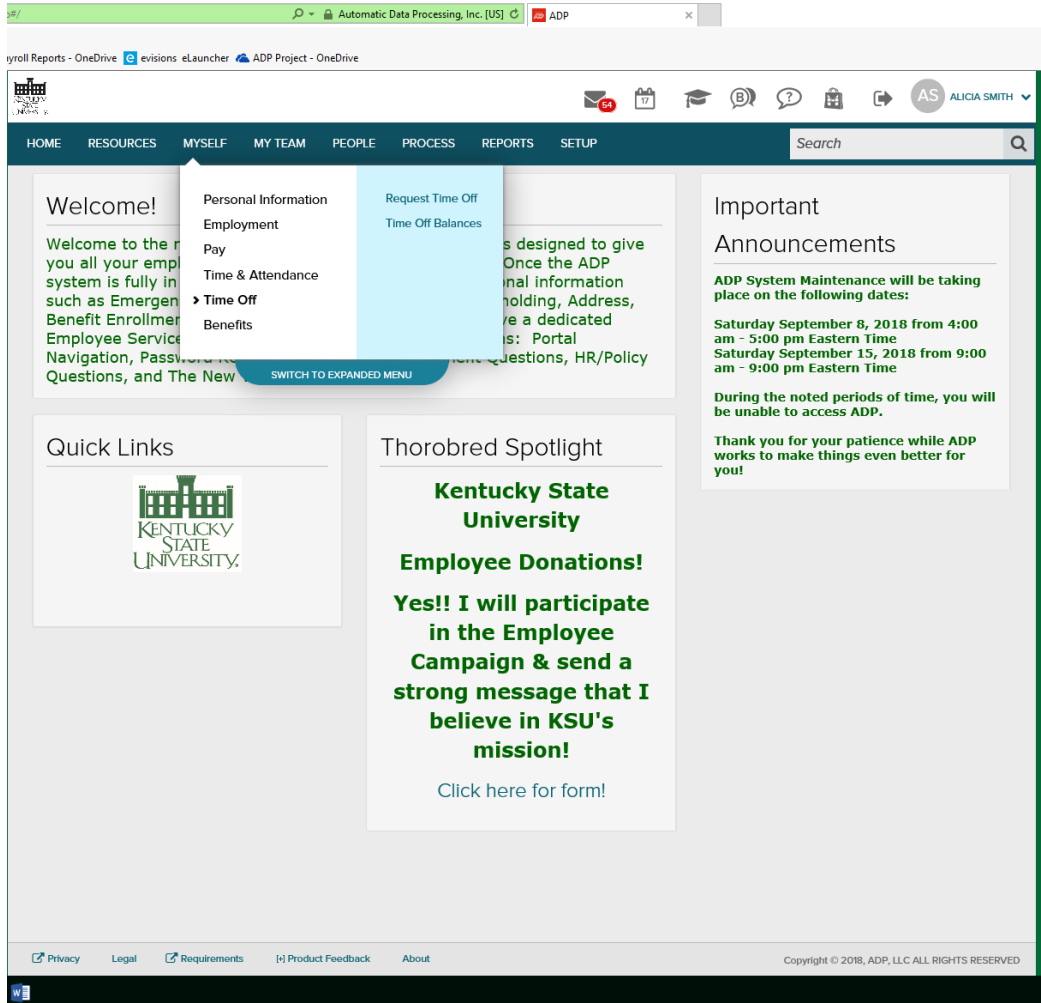 o#/
Automatic Data Processing, Inc. [US]
ADP
ayroll Reports - OneDrive
evisions eLauncher
ADP Project - OneDrive
54
17
AS
ALICIA SMITH
HOME RESOURCES MYSELF MY TEAM PEOPLE PROCESS REPORTS SETUP
Search
Personal Information
Employment
Pay
Time & Attendance
Time Off
Benefits
Request Time Off
Time Off Balances
SWITCH TO EXPANDED MENU
Welcome!
Welcome to the s designed to give
you all your emp Once the ADP
system is fully in onal information
such as Emergen holding, Address,
Benefit Enrollmen ve a dedicated
Employee Service s: Portal
Navigation, Questions, HR/Policy
Questions, and The New
Important
Announcements
ADP System Maintenance will be taking
place on the following dates:
Saturday September 8, 2018 from 4:00
am - 5:00 pm Eastern Time
Saturday September 15, 2018 from 9:00
am - 9:00 pm Eastern Time
During the noted periods of time, you will
be unable to access ADP.
Thank you for your patience while ADP
works to make things even better for
you!
Quick Links
KENTUCKY
STATE
UNIVERSITY.
Thorobred Spotlight
Kentucky State
University
Employee Donations!
Yes!! I will participate
in the Employee
Campaign & send a
strong message that I
believe in KSU's
mission!
Click here for form!
Privacy
Legal
Requirements
[+] Product Feedback
About
Copyright © 2018, ADP, LLC ALL RIGHTS RESERVED